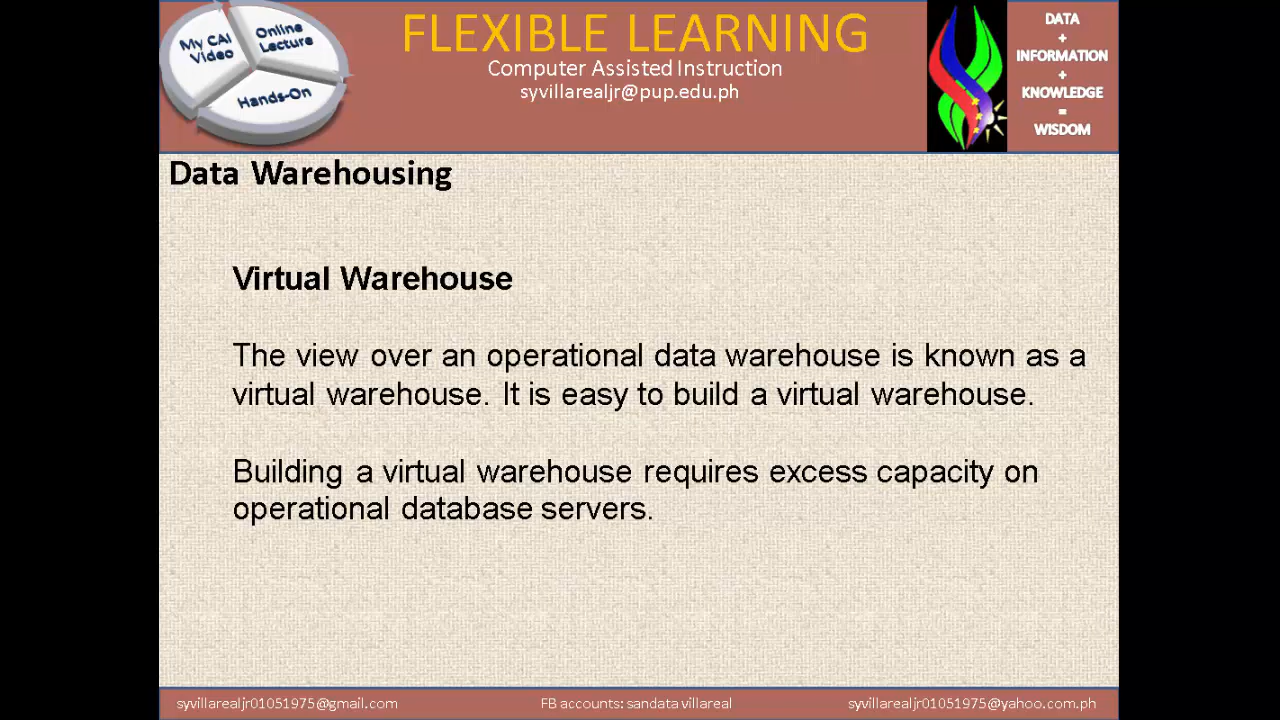 My CAI
Video
Online
Lecture
Hands-On
FLEXIBLE LEARNING
Computer Assisted Instruction
syvillarealjr@pup.edu.ph
DATA
+
INFORMATION
+
KNOWLEDGE
=
WISDOM
Data Warehousing
Virtual Warehouse
The view over an operational data warehouse is known as a
virtual warehouse. It is easy to build a virtual warehouse.
Building a virtual warehouse requires excess capacity on
operational database servers.
syvillarealjr01051975@gmail.com
FB accounts: sandata villareal
syvillarealjr01051975@yahoo.com.ph